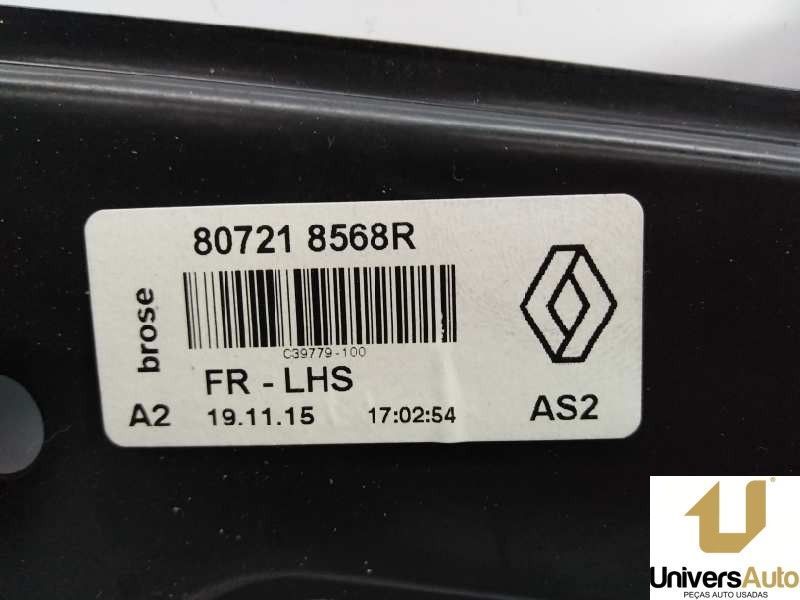 80721 8568R
brose
C39779-100
FR - LHS
A2
19.11.15
17:02:54
AS2
UniversAuto
PEÇAS AUTO USADAS